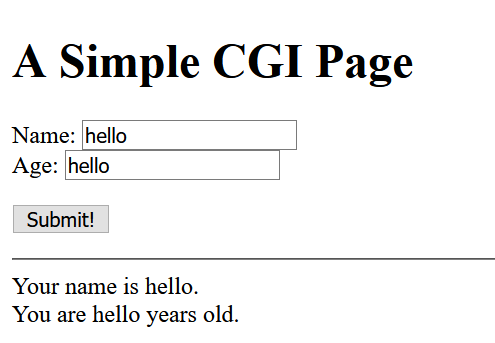 A Simple CGI Page
Name: hello
Age: hello
Submit!
Your name is hello.
You are hello years old.